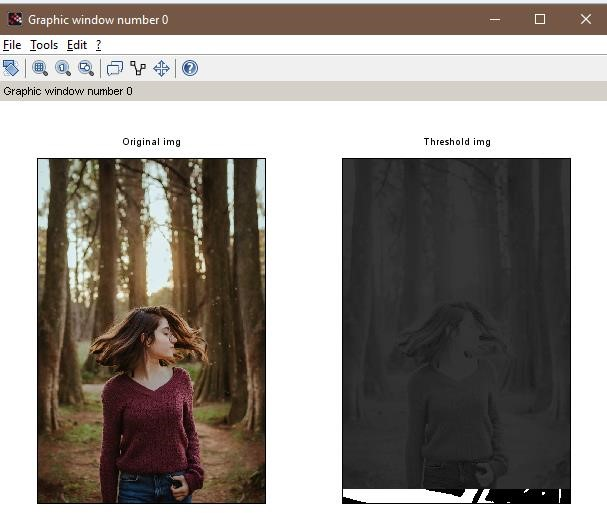 Graphic window number 0
File Tools Edit ?
Graphic window number 0
Original img
Threshold img